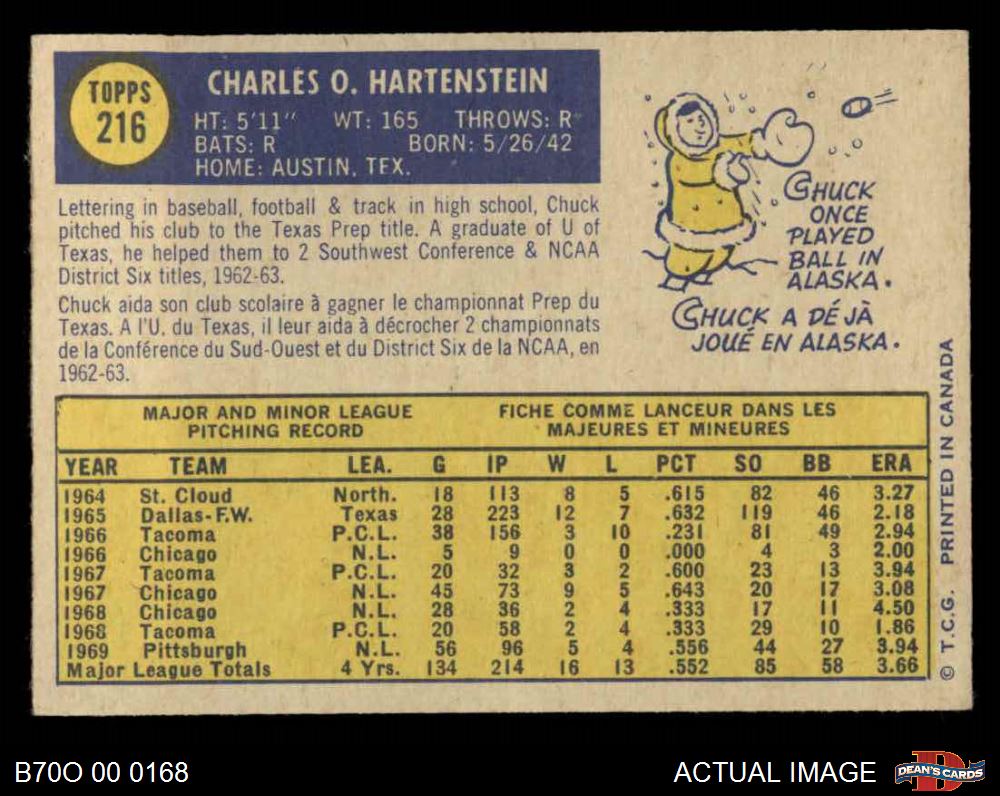 TOPPS
216
CHARLES O. HARTENSTEIN
HT: 5'11" WT: 165 THROWS: R
BATS: R BORN: 5/26/42
HOME: AUSTIN, TEX.
Lettering in baseball, football & track in high school, Chuck
pitched his club to the Texas Prep title. A graduate of U of
Texas, he helped them to 2 Southwest Conference & NCAA
District Six titles, 1962-63.
Chuck aida son club scolaire à gagner le championnat Prep du
Texas. A l'U. du Texas, il leur aida à décrocher 2 championnats
de la Conférence du Sud-Ouest et du District Six de la NCAA, en
1962-63.
CHUCK
ONCE
PLAYED
BALL IN
ALASKA.
CHUCK A DÉJÀ
JOUÉ EN ALASKA.
MAJOR AND MINOR LEAGUE
PITCHING RECORD
FICHE COMME LANCEUR DANS LES
MAJEURES ET MINEURES
YEAR TEAM LEA. G IP W L PCT SO BB ERA
1964 St. Cloud North. 18 113 8 5 .615 82 46 3.27
1965 Dallas-F.W. Texas 28 223 12 7 .632 119 46 2.18
1966 Tacoma P.C.L. 38 156 3 10 .231 81 49 2.94
1966 Chicago N.L. 5 9 0 0 .000 4 3 2.00
1967 Tacoma P.C.L. 20 32 3 2 .600 23 13 3.94
1967 Chicago N.L. 45 73 9 5 .643 20 17 3.08
1968 Chicago N.L. 28 36 2 4 .333 17 11 4.50
1968 Tacoma P.C.L. 20 58 2 4 .333 29 10 1.86
1969 Pittsburgh N.L. 56 96 5 4 .556 44 27 3.94
Major League Totals 4 Yrs. 134 214 16 13 .552 85 58 3.66
© T.C.G. PRINTED IN CANADA
B70O 00 0168
ACTUAL IMAGE
DEAN'S CARDS